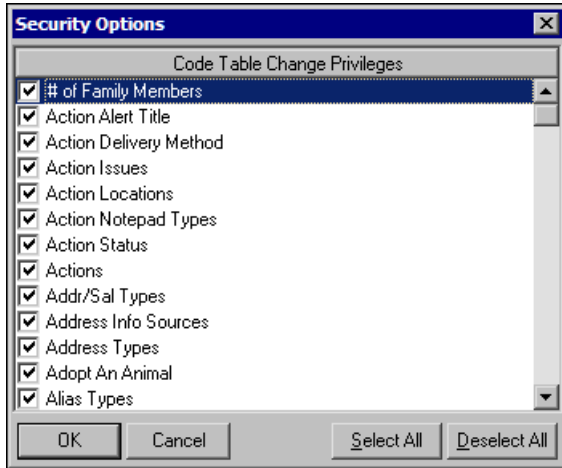 Security Options
Code Table Change Privileges
# of Family Members
Action Alert Title
Action Delivery Method
Action Issues
Action Locations
Action Notepad Types
Action Status
Actions
Addr/Sal Types
Address Info Sources
Address Types
Adopt An Animal
Alias Types
OK Cancel Select All Deselect All